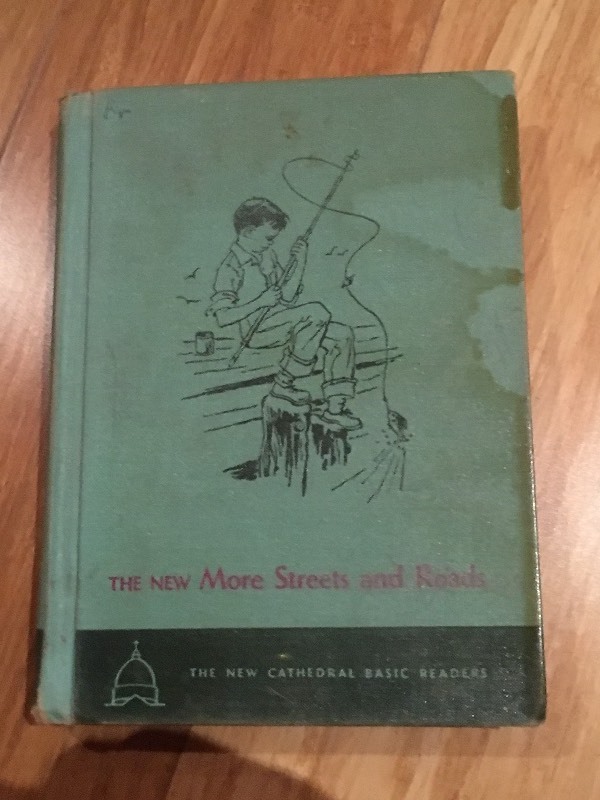 THE NEW More Streets and Roads
THE NEW CATHEDRAL BASIC READERS